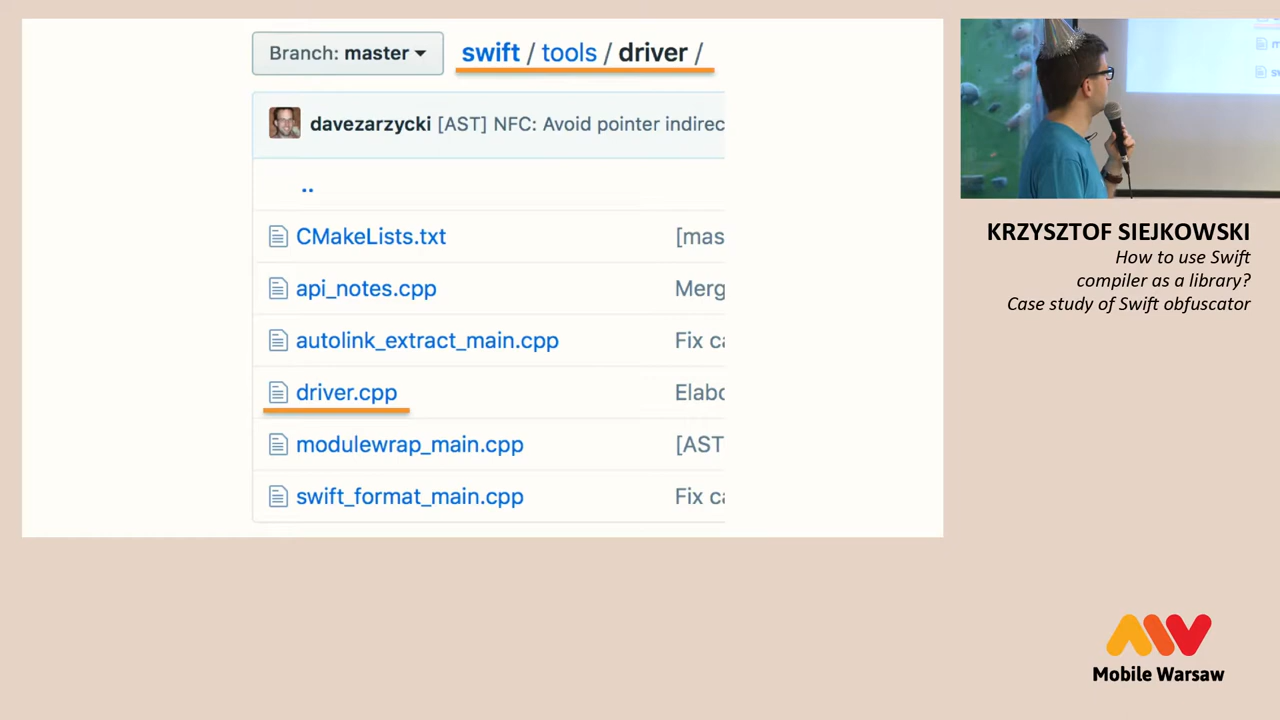 Branch: master
swift / tools / driver /
davezarzycki [AST] NFC: Avoid pointer indirec
..
CMakeLists.txt [mas
api_notes.cpp Merg
autolink_extract_main.cpp Fix ca
driver.cpp Elabo
modulewrap_main.cpp [AST
swift_format_main.cpp Fix ca
KRZYSZTOF SIEJKOWSKI
How to use Swift
compiler as a library?
Case study of Swift obfuscator
Mobile Warsaw